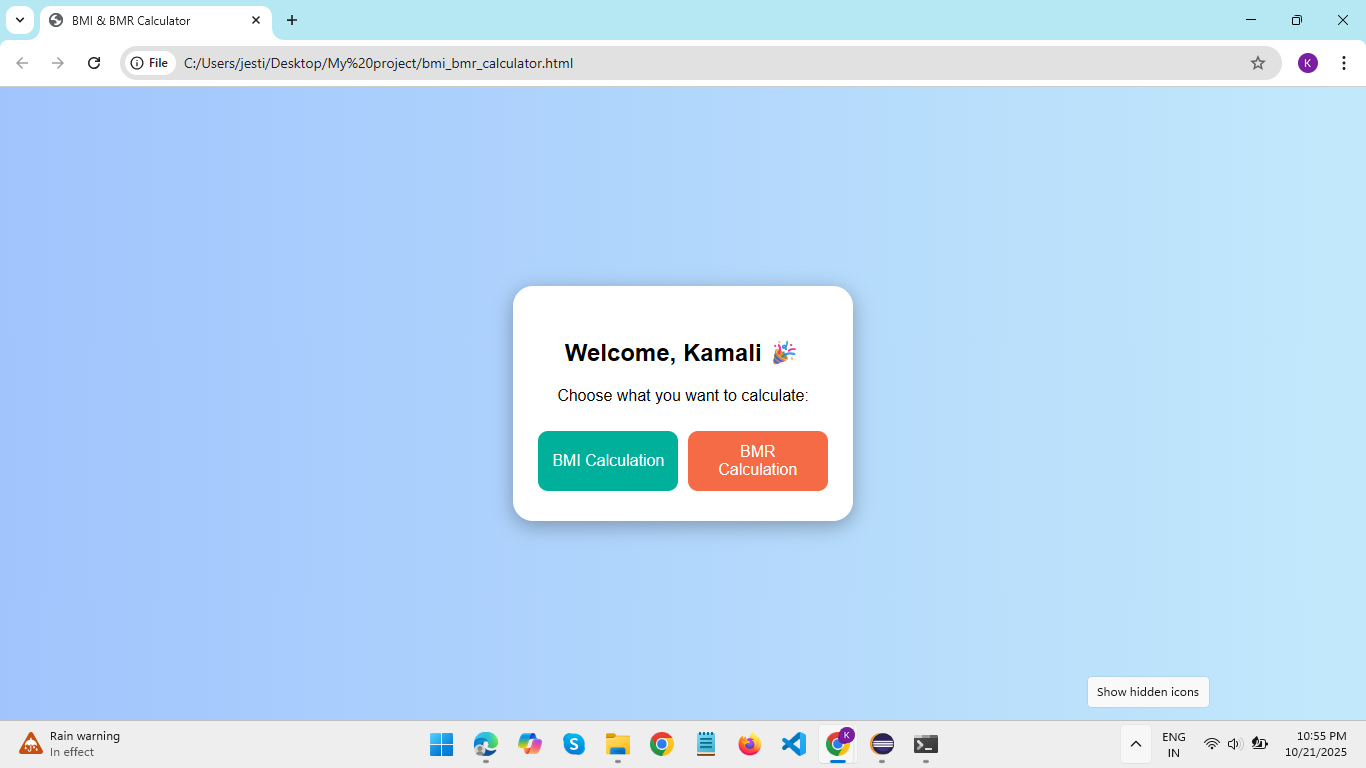 BMI & BMR Calculator
File
C:/Users/jesti/Desktop/My%20project/bmi_bmr_calculator.html
K
Welcome, Kamali 🎉
Choose what you want to calculate:
BMI Calculation
BMR
Calculation
Show hidden icons
Rain warning
In effect
K
ENG
IN
10:55 PM
10/21/2025